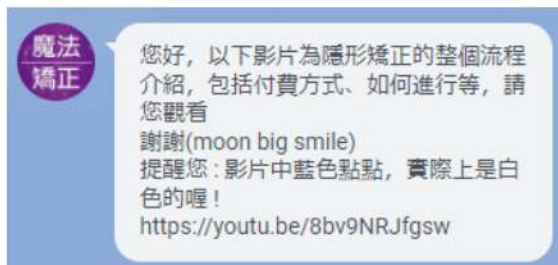 魔法
矯正
您好，以下影片為隱形矯正的整個流程
介紹，包括付費方式、如何進行等，請
您觀看
謝謝(moon big smile)
提醒您：影片中藍色點點，實際上是白
色的喔！
https://youtu.be/8bv9NRJfgsw